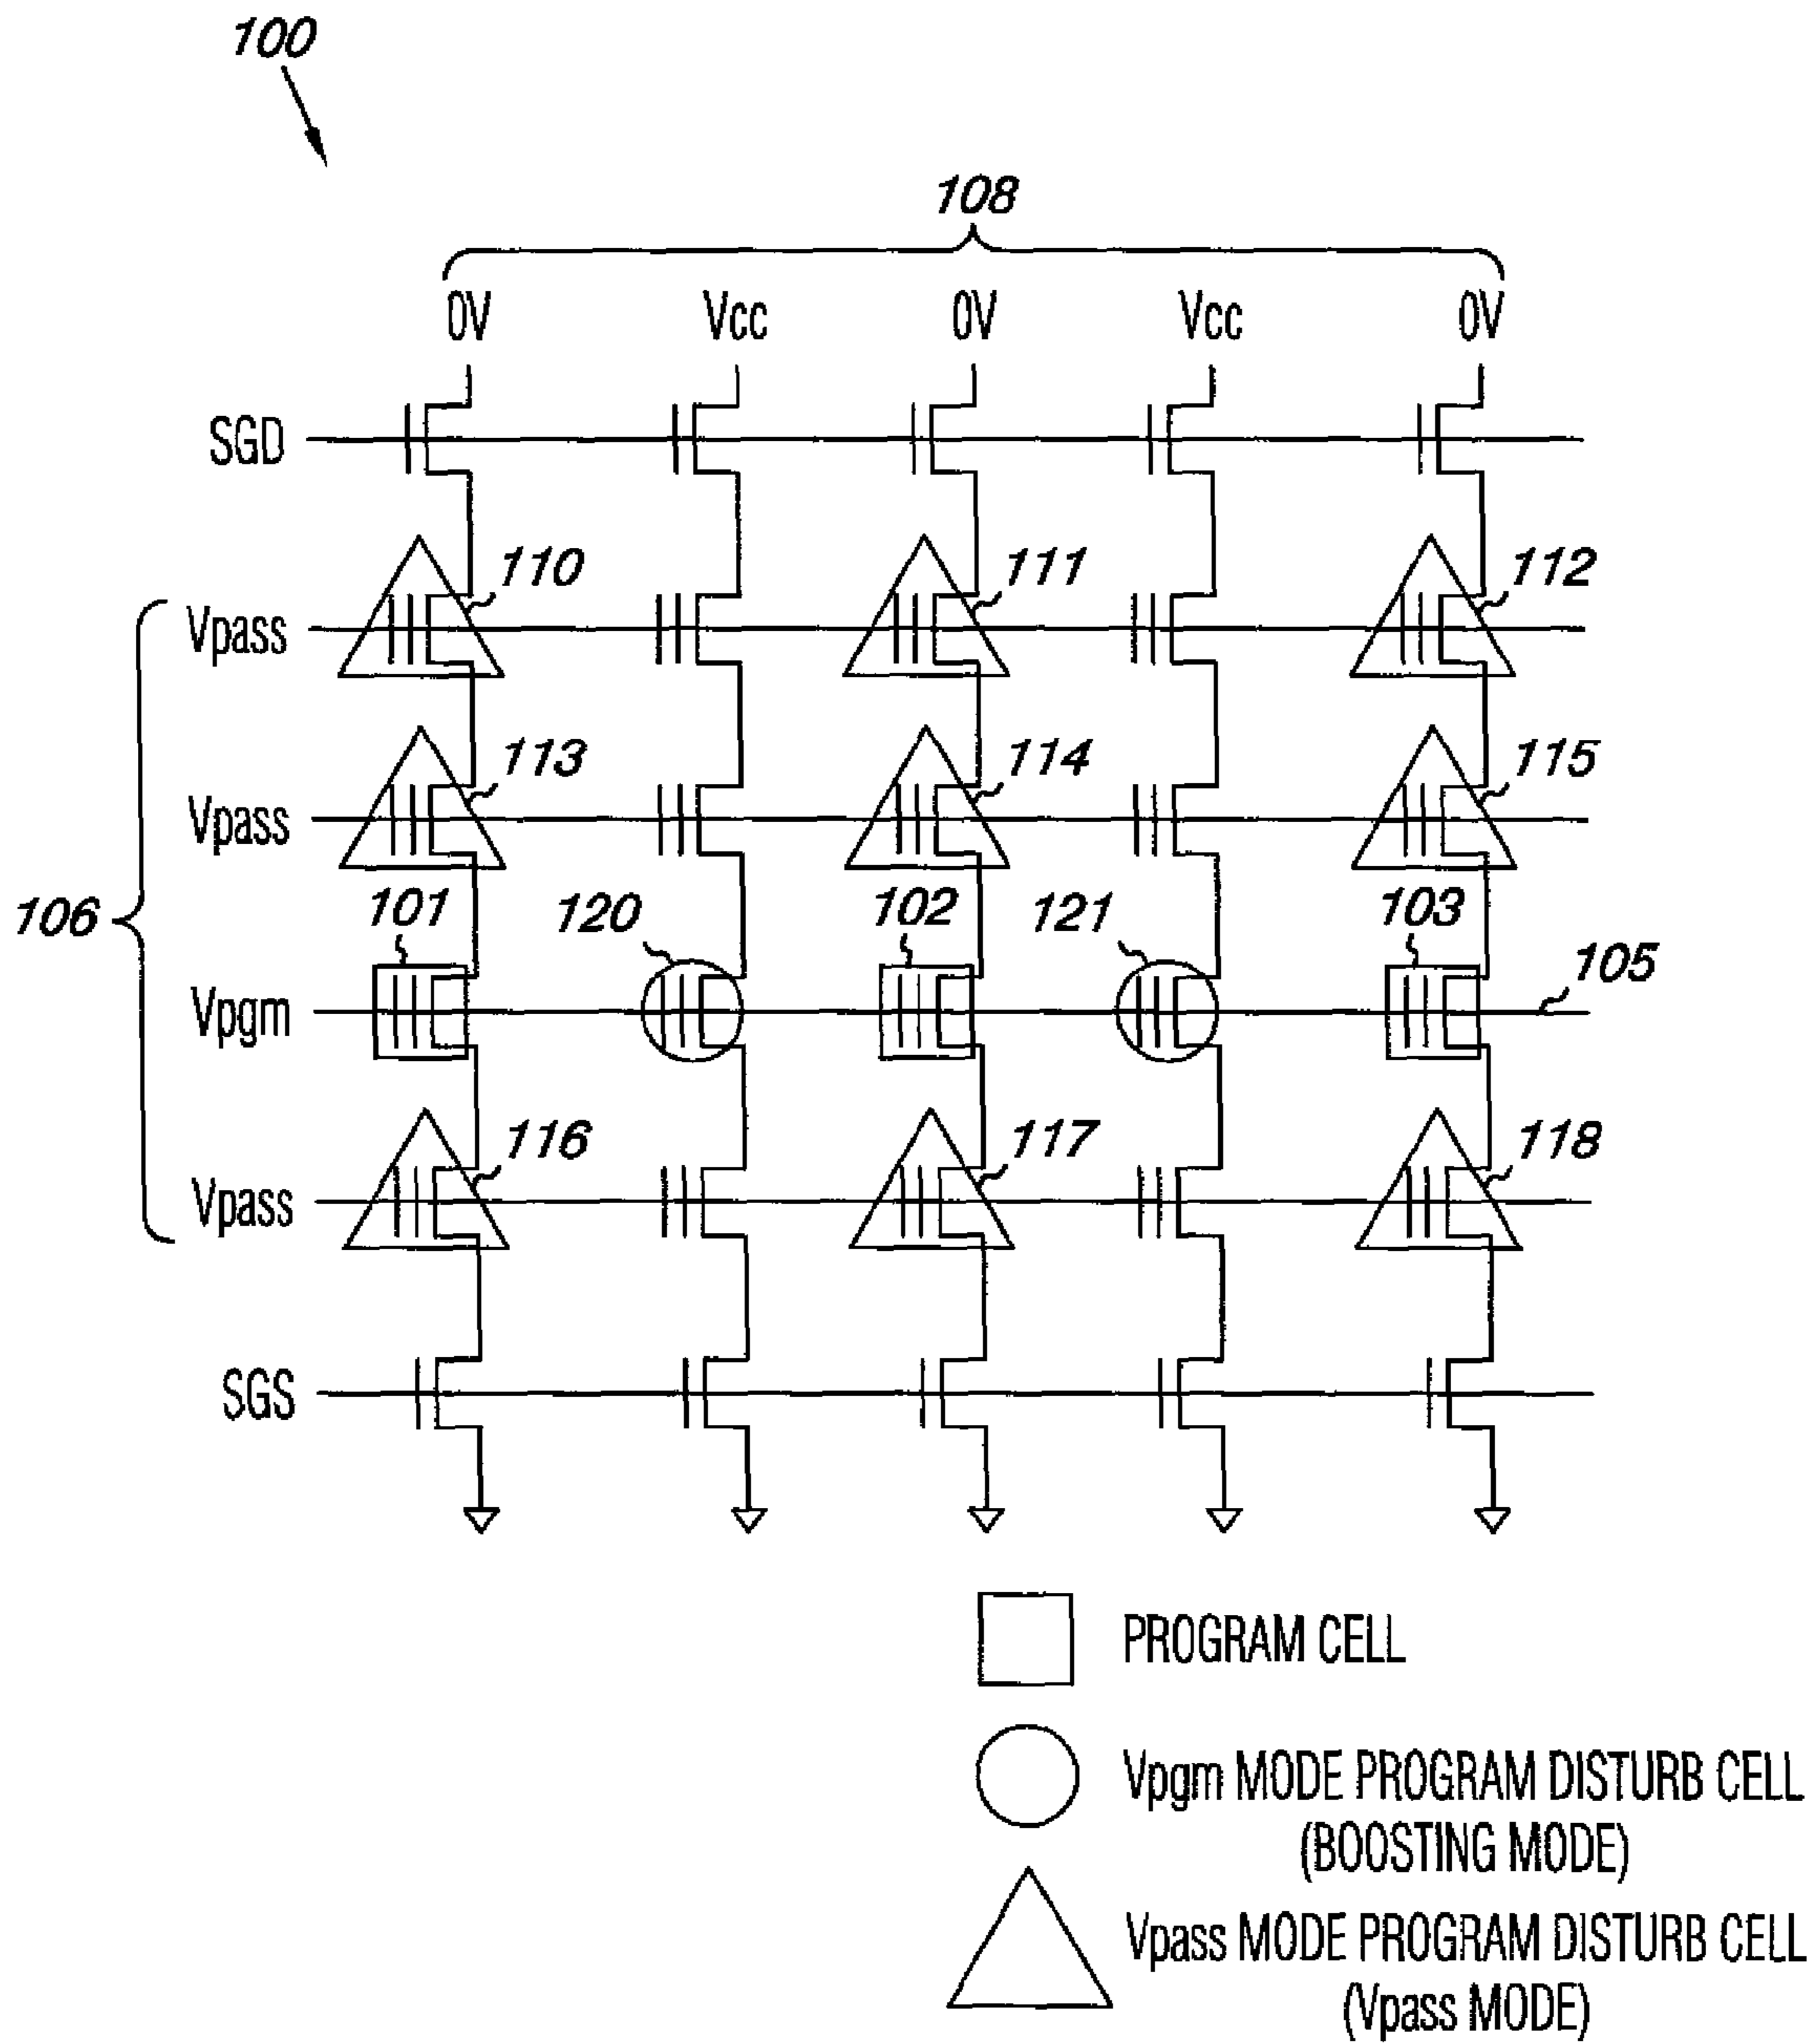 100
108
0V Vcc 0V Vcc 0V
SGD
110 111 112
Vpass
113 114 115
Vpass
106
101 120 102 121 103
105
Vpgm
116 117 118
Vpass
SGS
PROGRAM CELL
Vpgm MODE PROGRAM DISTURB CELL
(BOOSTING MODE)
Vpass MODE PROGRAM DISTURB CELL
(Vpass MODE)